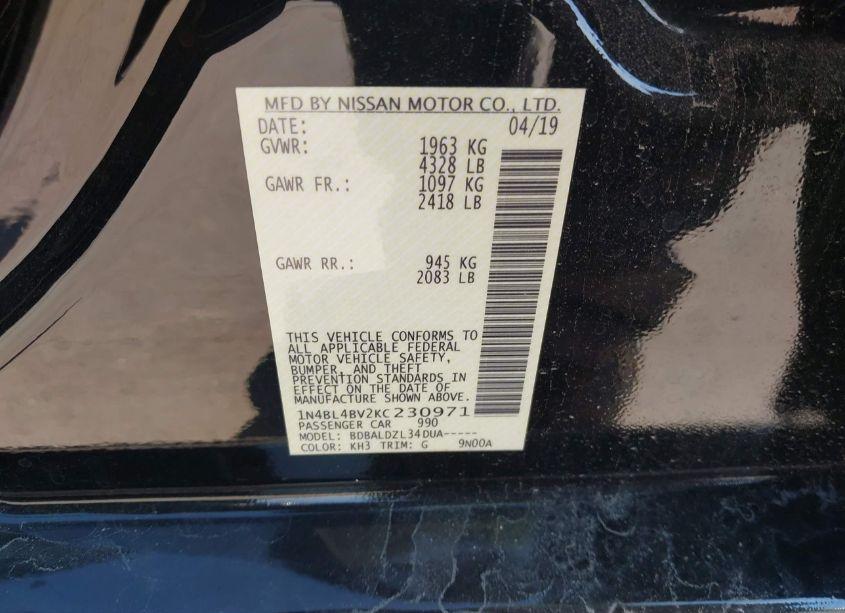 MFD BY NISSAN MOTOR CO., LTD.
DATE: 04/19
GVWR: 1963 KG
4328 LB
GAWR FR.: 1097 KG
2418 LB
GAWR RR.: 945 KG
2083 LB
THIS VEHICLE CONFORMS TO
ALL APPLICABLE FEDERAL
MOTOR VEHICLE SAFETY,
BUMPER, AND THEFT
PREVENTION STANDARDS IN
EFFECT ON THE DATE OF
MANUFACTURE SHOWN ABOVE.
1N4BL4BV2KC230971
PASSENGER CAR 990
MODEL: BDBALDZL34DUA-----
COLOR: KH3 TRIM: G 9N00A